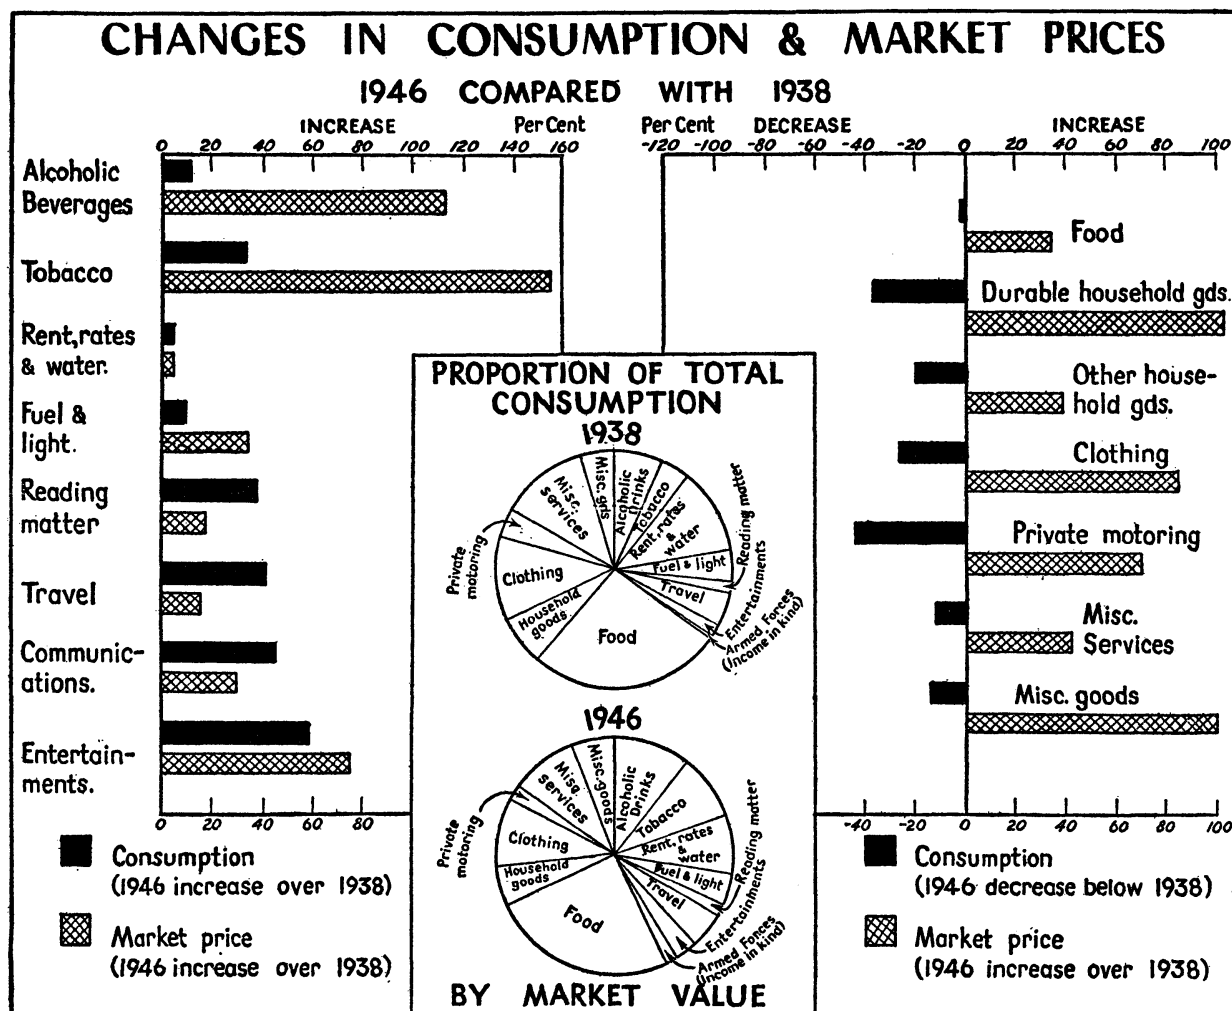 CHANGES IN CONSUMPTION & MARKET PRICES
1946 COMPARED WITH 1938
INCREASE Per Cent
0 20 40 60 80 100 120 140 160
Alcoholic
Beverages
Tobacco
Rent, rates
& water.
Fuel &
light.
Reading
matter
Travel
Communic-
ations.
Entertain-
ments.
0 20 40 60 80
Consumption
(1946 increase over 1938)
Market price
(1946 increase over 1938)
Per Cent DECREASE INCREASE
-120 -100 -80 -60 -40 -20 0 20 40 60 80 100
Food
Durable household gds.
Other house-
hold gds.
Clothing
Private motoring
Misc.
Services
Misc. goods
-40 -20 0 20 40 60 80 100
Consumption
(1946 decrease below 1938)
Market price
(1946 increase over 1938)
PROPORTION OF TOTAL
CONSUMPTION
1938
Alcoholic
Drinks
Tobacco
Rent, rates
&
water
Fuel & light
Reading matter
Travel
Entertainments
Armed Forces
(Income in kind)
Food
Household
goods
Clothing
Private
motoring
Misc.
services
Misc. gds
1946
Alcoholic
Drinks
Tobacco
Rent, rates
&
water
Fuel & light
Reading matter
Travel
Entertainments
Armed Forces
(Income in kind)
Food
Household
goods
Clothing
Private
motoring
Misc.
services
Misc. goods
BY MARKET VALUE